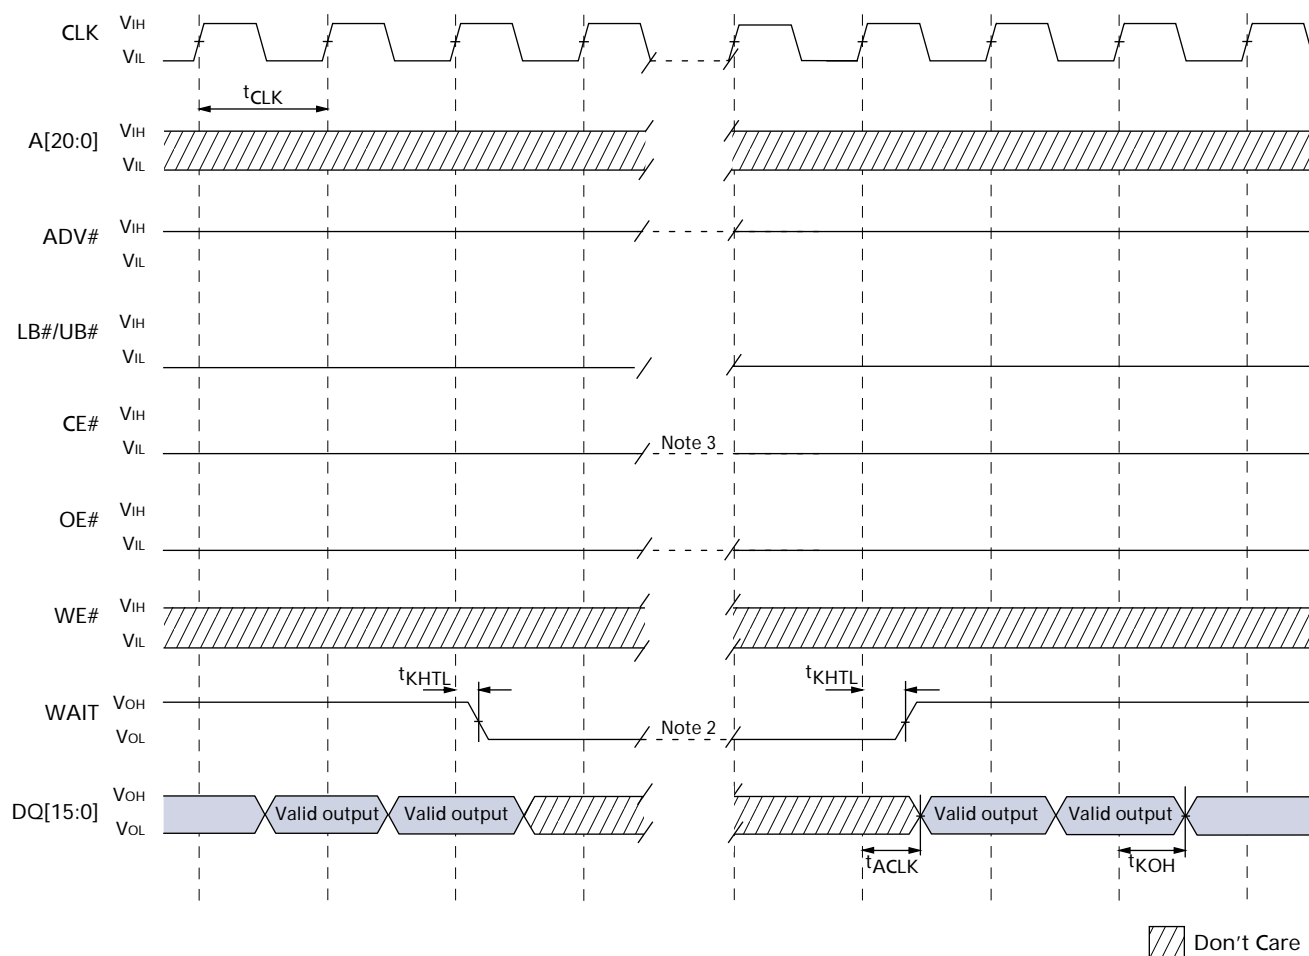 CLK VIH
VIL
tCLK
A[20:0] VIH
VIL
ADV# VIH
VIL
LB#/UB# VIH
VIL
CE# VIH
VIL Note 3
OE# VIH
VIL
WE# VIH
VIL
tKHTL tKHTL
WAIT VOH
VOL Note 2
DQ[15:0] VOH
VOL
Valid output Valid output Valid output Valid output
tACLK tKOH
Don't Care